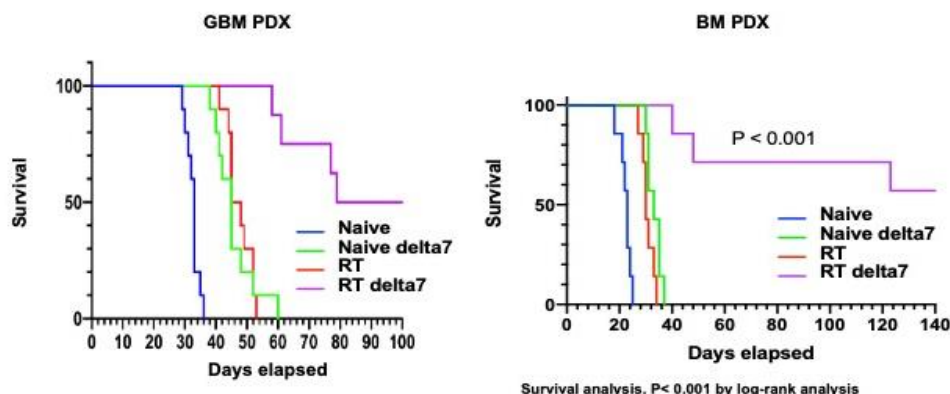 GBM PDX
Survival
100
50
0
0 10 20 30 40 50 60 70 80 90 100
Days elapsed
Naive
Naive delta7
RT
RT delta7
BM PDX
Survival
100
50
0
0 20 40 60 80 100 120 140
Days elapsed
P < 0.001
Naive
Naive delta7
RT
RT delta7
Survival analysis. P< 0.001 by log-rank analysis